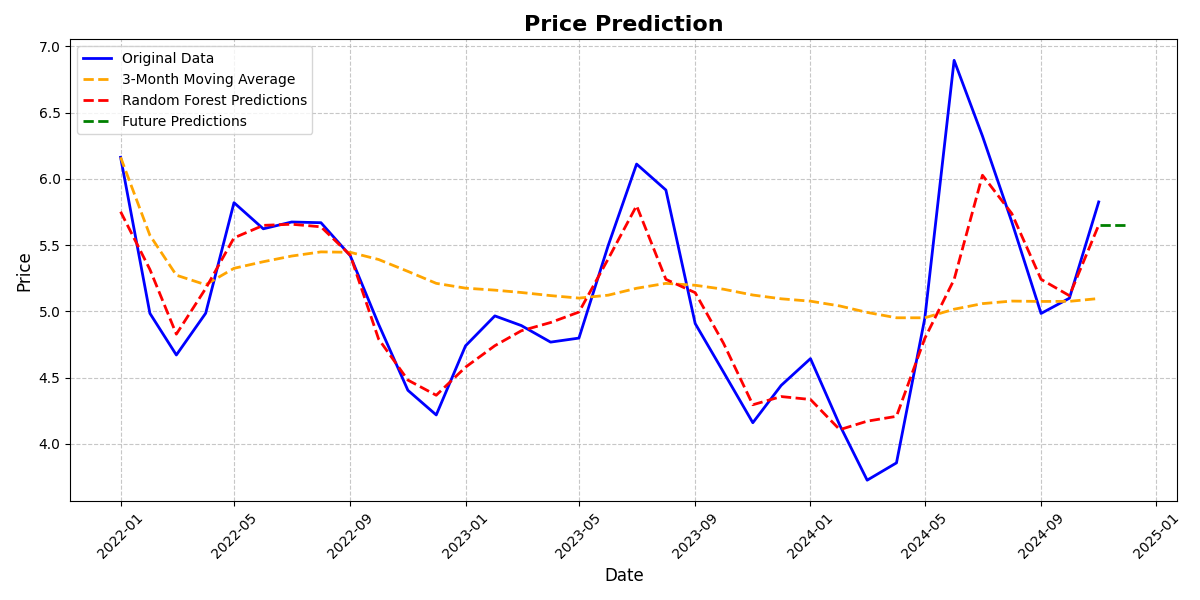 Price Prediction
Original Data
3-Month Moving Average
Random Forest Predictions
Future Predictions
Price
7.0
6.5
6.0
5.5
5.0
4.5
4.0
2022-01
2022-05
2022-09
2023-01
2023-05
2023-09
2024-01
2024-05
2024-09
2025-01
Date